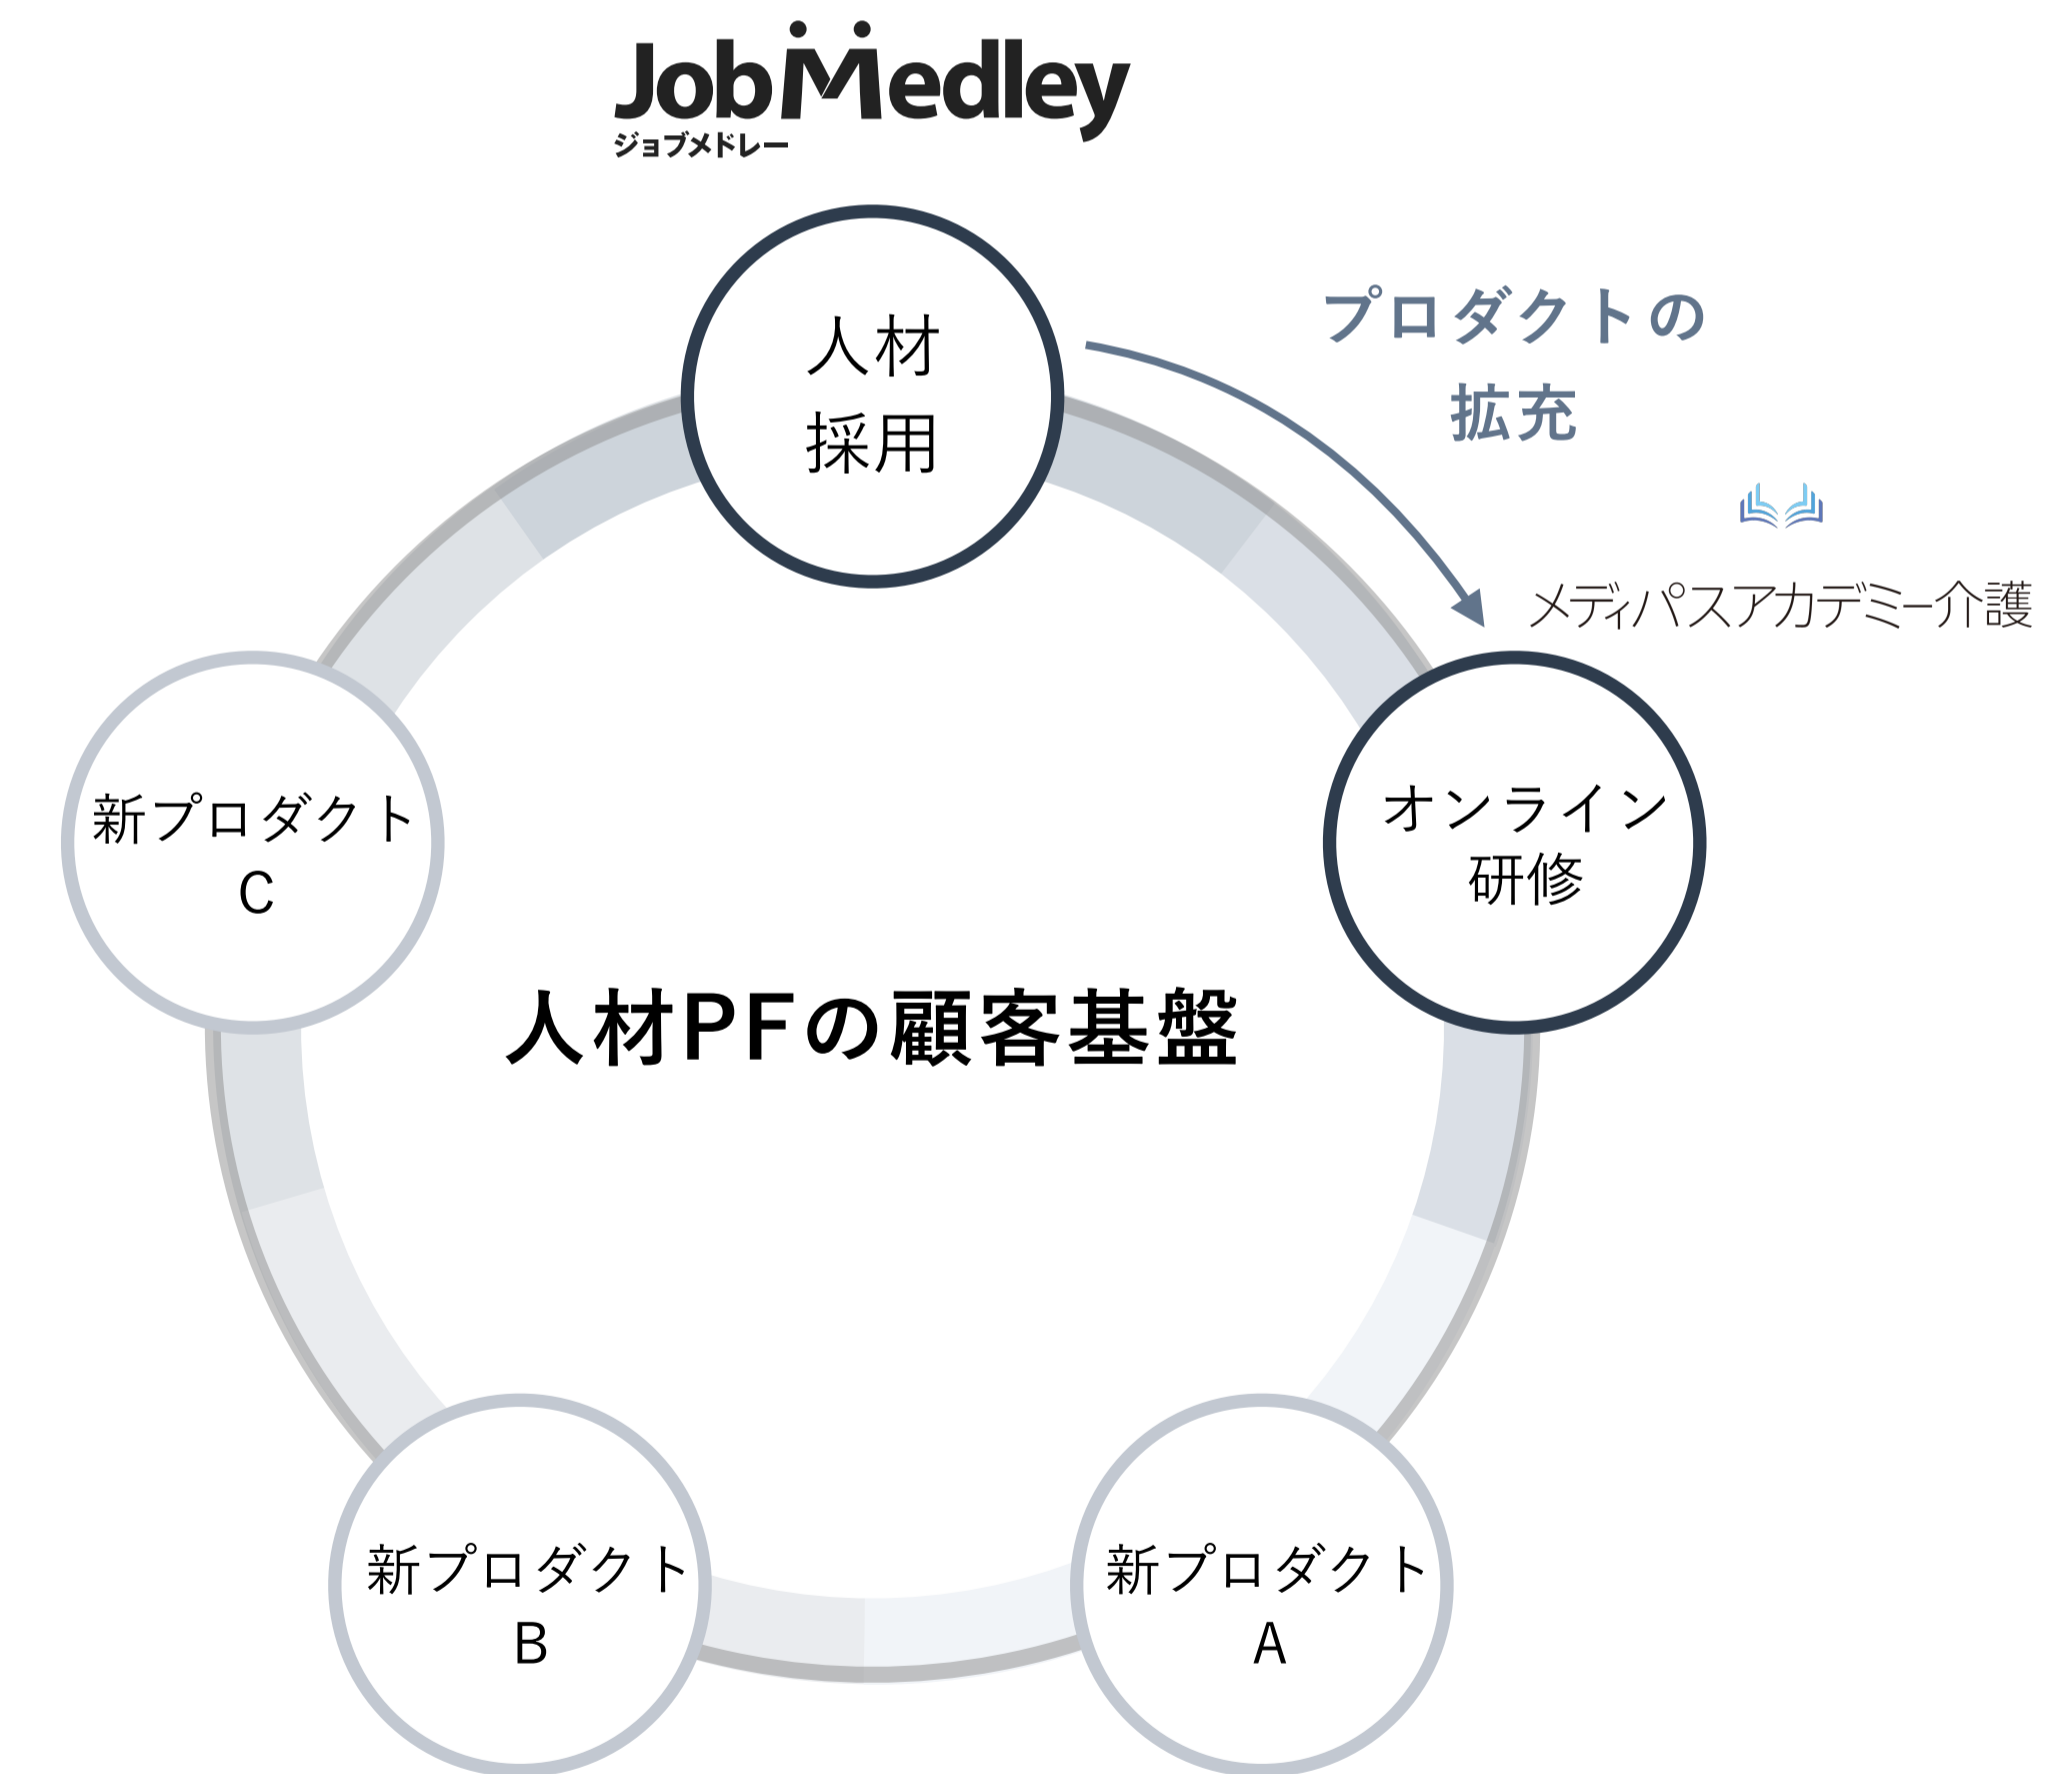 JobMedley
ジョブメドレー
人材
採用
プロダクトの
拡充
メディパスアカデミー介護
オンライン
研修
新プロダクト
C
人材PFの顧客基盤
新プロダクト
B
新プロダクト
A